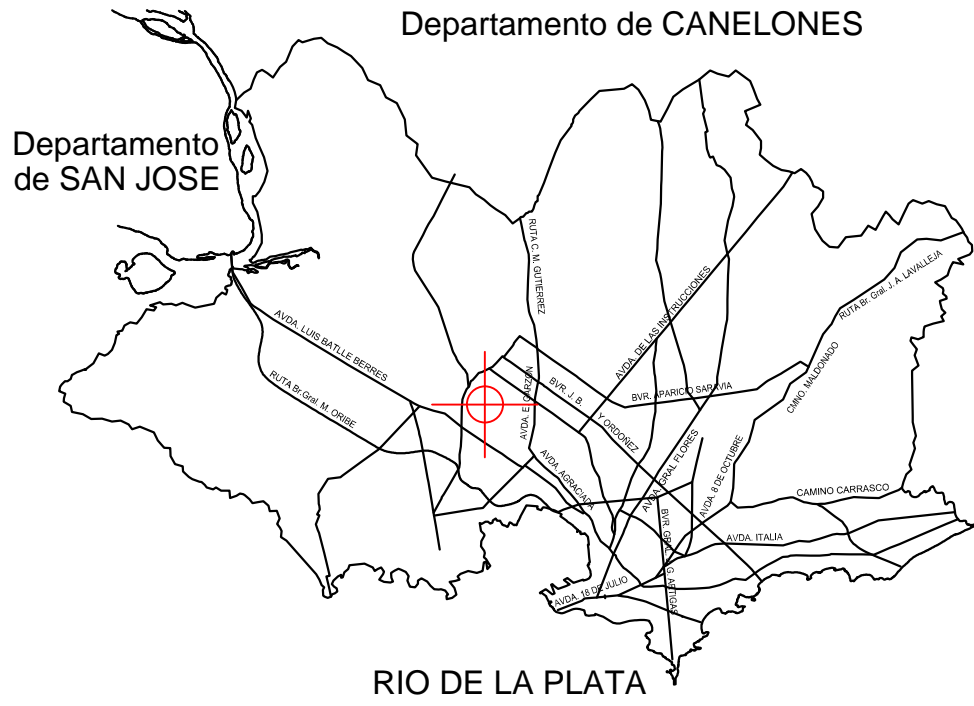 Departamento de CANELONES
Departamento
de SAN JOSE
RUTA C. M. GUTIERREZ
AVDA. DE LAS INSTRUCCIONES
RUTA Br. Gral. J. A. LAVALLEJA
AVDA. LUIS BATLLE BERRES
RUTA Br.Gral. M. ORIBE
AVDA. E. GARZON
BVR. J. B.
Y ORDOÑEZ
BVR. APARICIO SARAVIA
CMNO. MALDONADO
AVDA. AGRACIADA
AVDA. GRAL FLORES
AVDA. 8 DE OCTUBRE
CAMINO CARRASCO
AVDA. ITALIA
BVR. GRAL. J. G. ARTIGAS
AVDA. 18 DE JULIO
RIO DE LA PLATA